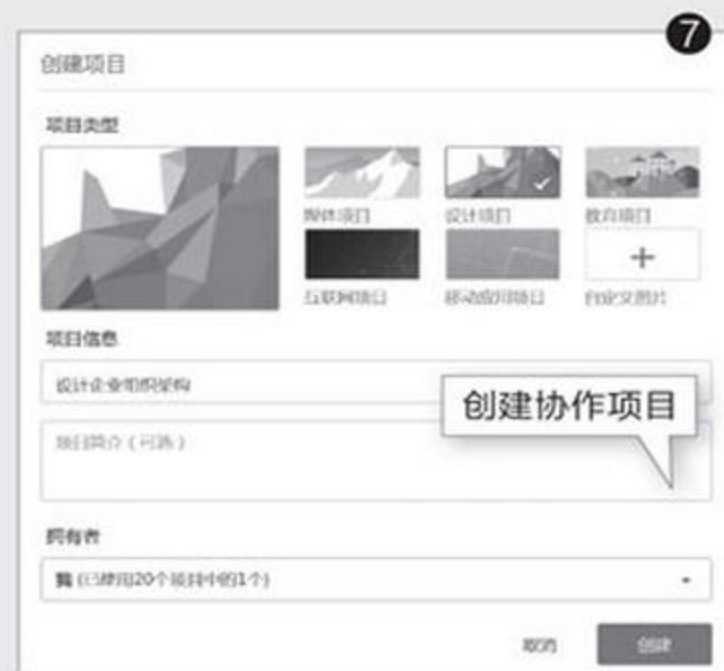 7
创建项目
项目类型
媒体项目 设计项目 教育项目
互联网项目 移动应用项目 自定义图片
项目信息
设计企业组织架构
创建协作项目
项目简介(可选)
拥有者
我 (已使用20个项目中的1个)
取消 创建